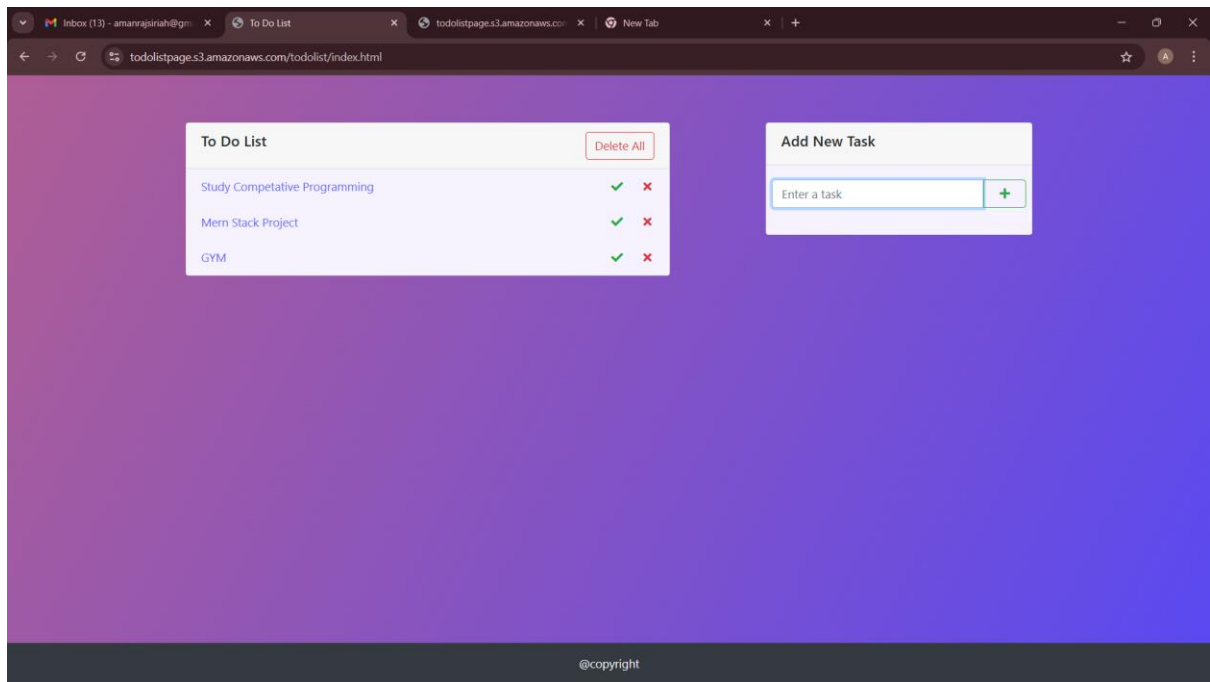 Inbox (13) - amanrajsiriah@gm
To Do List
todolistpage.s3.amazonaws.com
New Tab
todolistpage.s3.amazonaws.com/todolist/index.html
A
To Do List
Delete All
Study Competative Programming
Mern Stack Project
GYM
Add New Task
Enter a task
@copyright